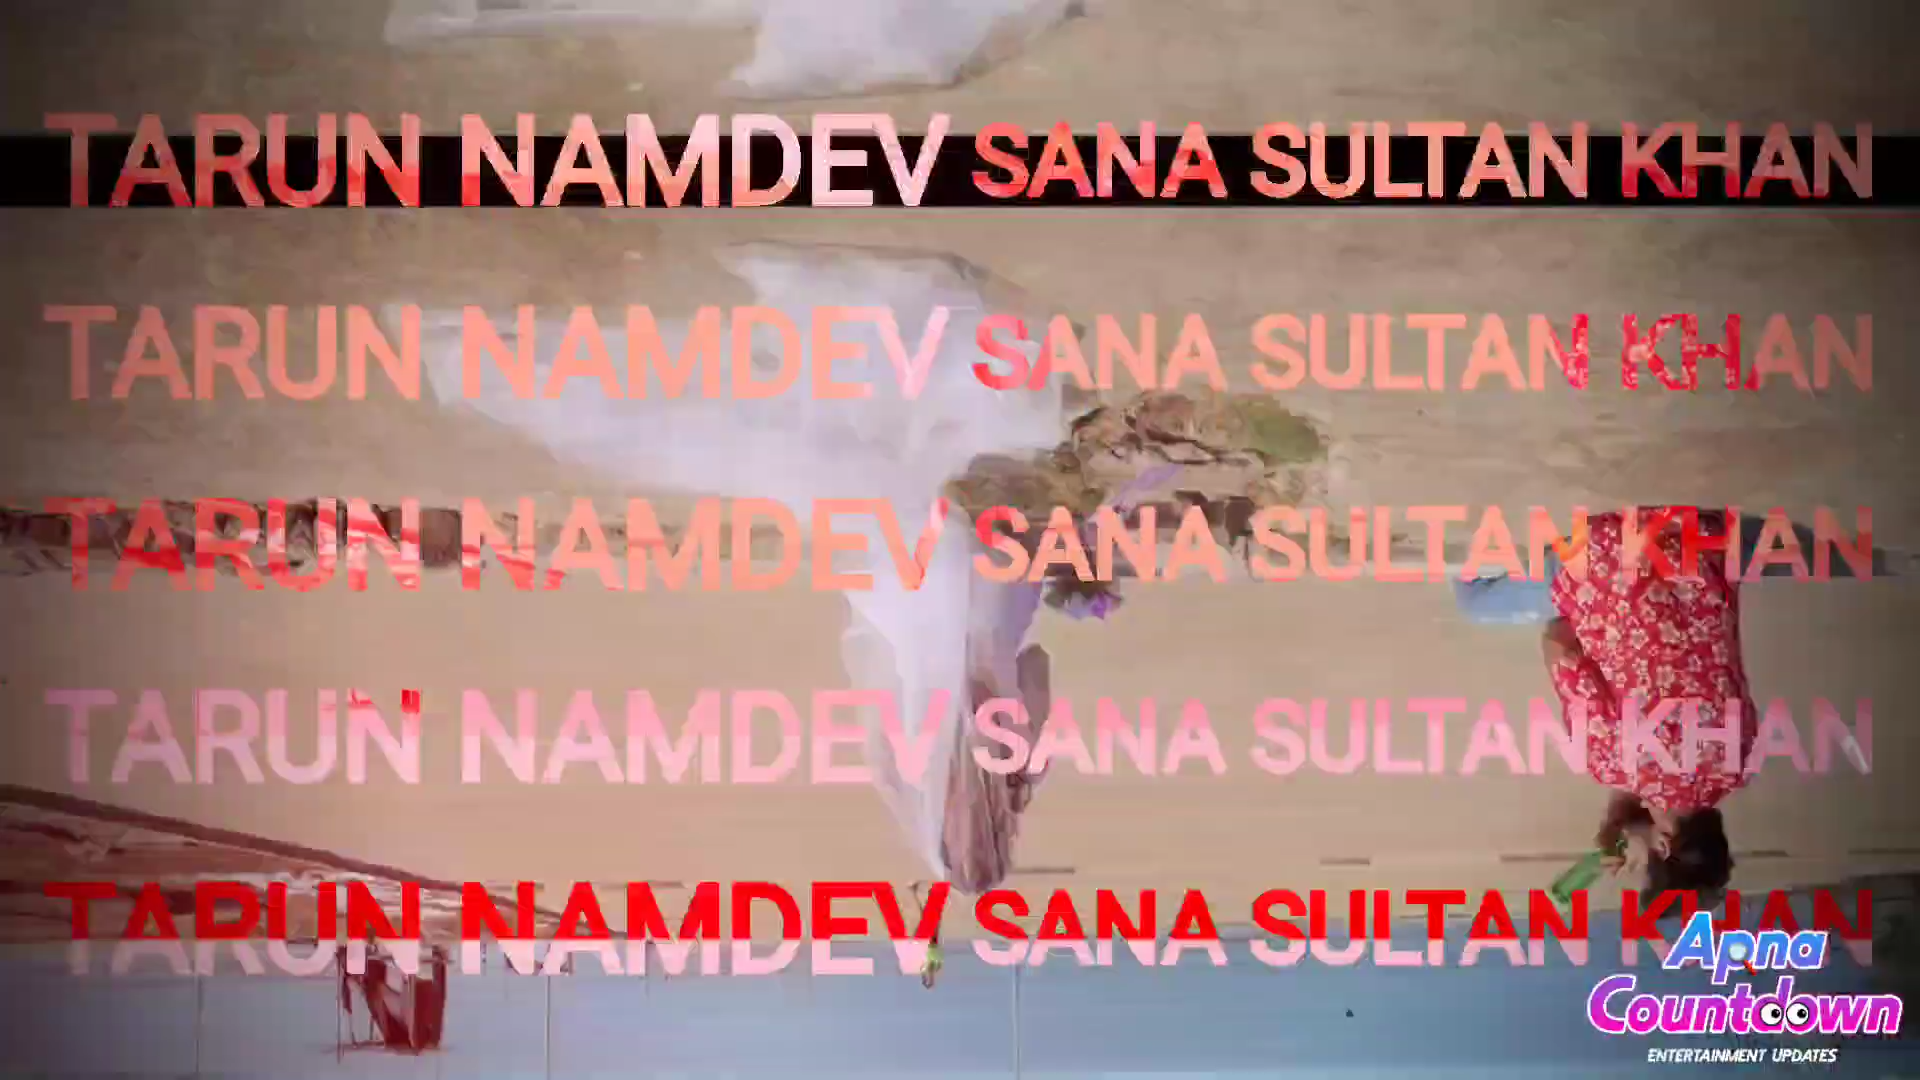 TARUN NAMDEV SANA SULTAN KHAN
TARUN NAMDEV SANA SULTAN KHAN
TARUN NAMDEV SANA SULTAN KHAN
TARUN NAMDEV SANA SULTAN KHAN
TARUN NAMDEV SANA SULTAN KHAN
Apna
Countdown
ENTERTAINMENT UPDATES